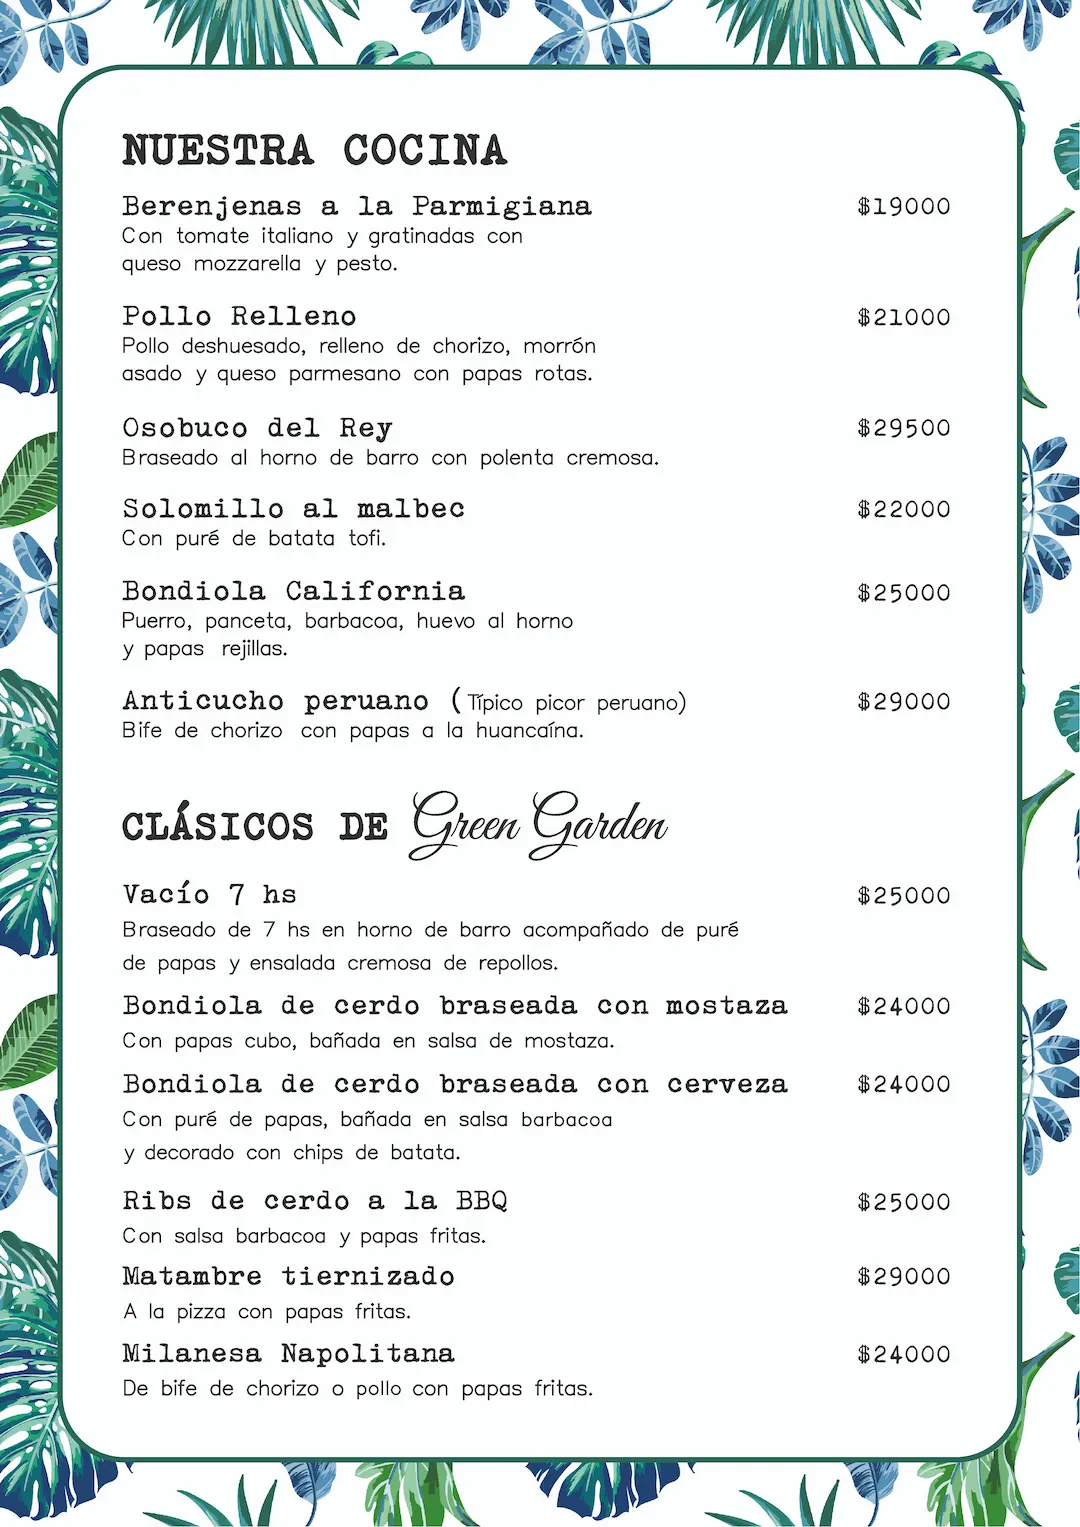 NUESTRA COCINA
Berenjenas a la Parmigiana $19000
Con tomate italiano y gratinadas con
queso mozzarella y pesto.
Pollo Relleno $21000
Pollo deshuesado, relleno de chorizo, morrón
asado y queso parmesano con papas rotas.
Osobuco del Rey $29500
Braseado al horno de barro con polenta cremosa.
Solomillo al malbec $22000
Con puré de batata tofi.
Bondiola California $25000
Puerro, panceta, barbacoa, huevo al horno
y papas rejillas.
Anticucho peruano (Típico picor peruano) $29000
Bife de chorizo con papas a la huancaína.
CLÁSICOS DE Green Garden
Vacío 7 hs $25000
Braseado de 7 hs en horno de barro acompañado de puré
de papas y ensalada cremosa de repollos.
Bondiola de cerdo braseada con mostaza $24000
Con papas cubo, bañada en salsa de mostaza.
Bondiola de cerdo braseada con cerveza $24000
Con puré de papas, bañada en salsa barbacoa
y decorado con chips de batata.
Ribs de cerdo a la BBQ $25000
Con salsa barbacoa y papas fritas.
Matambre tiernizado $29000
A la pizza con papas fritas.
Milanesa Napolitana $24000
De bife de chorizo o pollo con papas fritas.